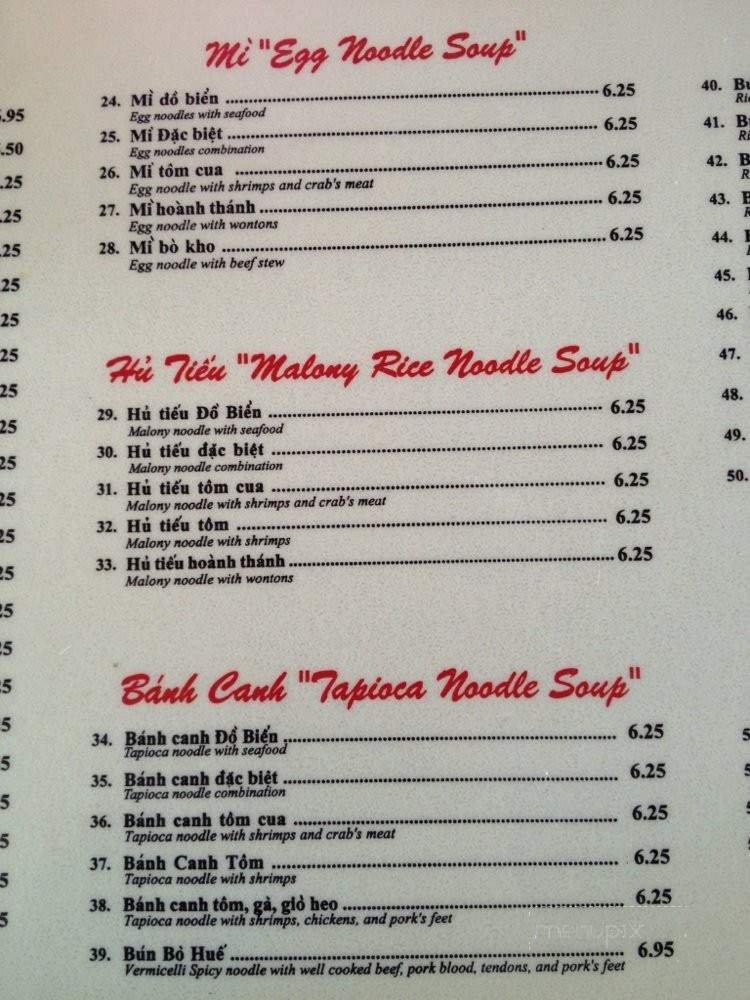 Mì "Egg Noodle Soup"
24. Mì đồ biển 6.25
Egg noodles with seafood
25. Mí Đặc biệt 6.25
Egg noodles combination
26. Mì tôm cua 6.25
Egg noodle with shrimps and crab's meat
27. Mì hoành thánh 6.25
Egg noodle with wontons
28. Mì bò kho 6.25
Egg noodle with beef stew
Hủ Tiếu "Malony Rice Noodle Soup"
29. Hủ tiếu Đồ Biển 6.25
Malony noodle with seafood
30. Hủ tiếu đặc biệt 6.25
Malony noodle combination
31. Hủ tiếu tôm cua 6.25
Malony noodle with shrimps and crab's meat
32. Hủ tiếu tôm 6.25
Malony noodle with shrimps
33. Hủ tiếu hoành thánh 6.25
Malony noodle with wontons
Bánh Canh "Tapioca Noodle Soup"
34. Bánh canh Đồ Biển 6.25
Tapioca noodle with seafood
35. Bánh canh đặc biệt 6.25
Tapioca noodle combination
36. Bánh canh tôm cua 6.25
Tapioca noodle with shrimps and crab's meat
37. Bánh Canh Tôm 6.25
Tapioca noodle with shrimps
38. Bánh canh tôm, gà, giò heo 6.25
Tapioca noodle with shrimps, chickens, and pork's feet
39. Bún Bò Huế 6.95
Vermicelli Spicy noodle with well cooked beef, pork blood, tendons, and pork's feet
40.
41.
42.
43.
44.
45.
46.
47.
48.
49.
50.
menupix